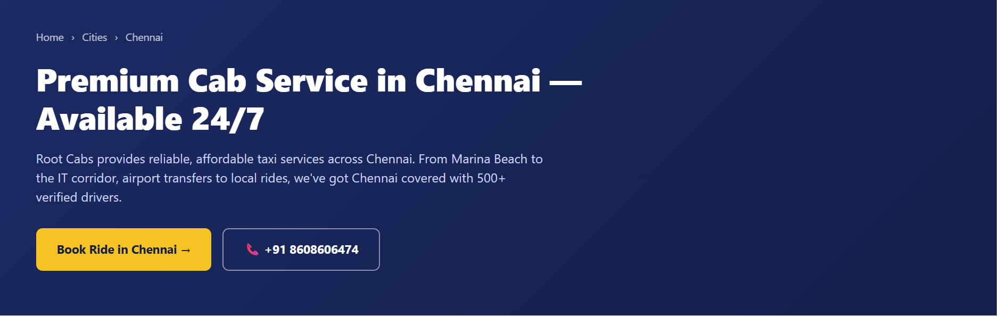 Home › Cities › Chennai
Premium Cab Service in Chennai —
Available 24/7
Root Cabs provides reliable, affordable taxi services across Chennai. From Marina Beach to
the IT corridor, airport transfers to local rides, we've got Chennai covered with 500+
verified drivers.
Book Ride in Chennai →
+91 8608606474